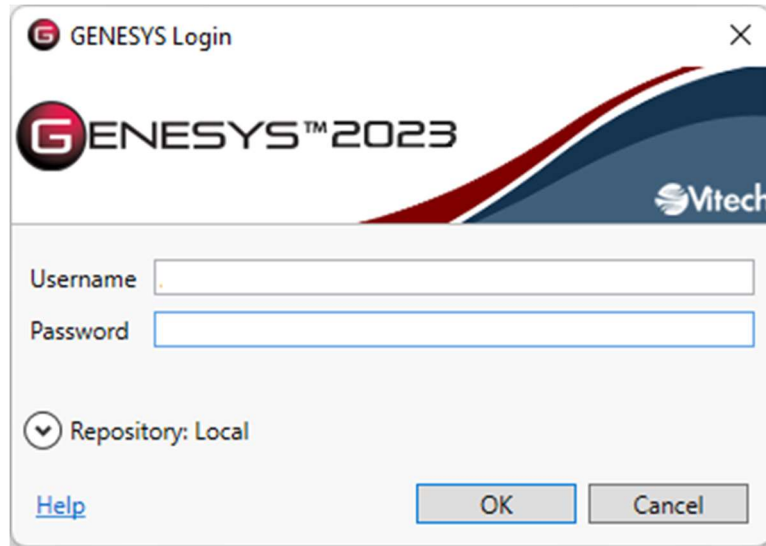 GENESYS Login
GENESYS™2023
Vitech
Username
Password
Repository: Local
Help
OK
Cancel